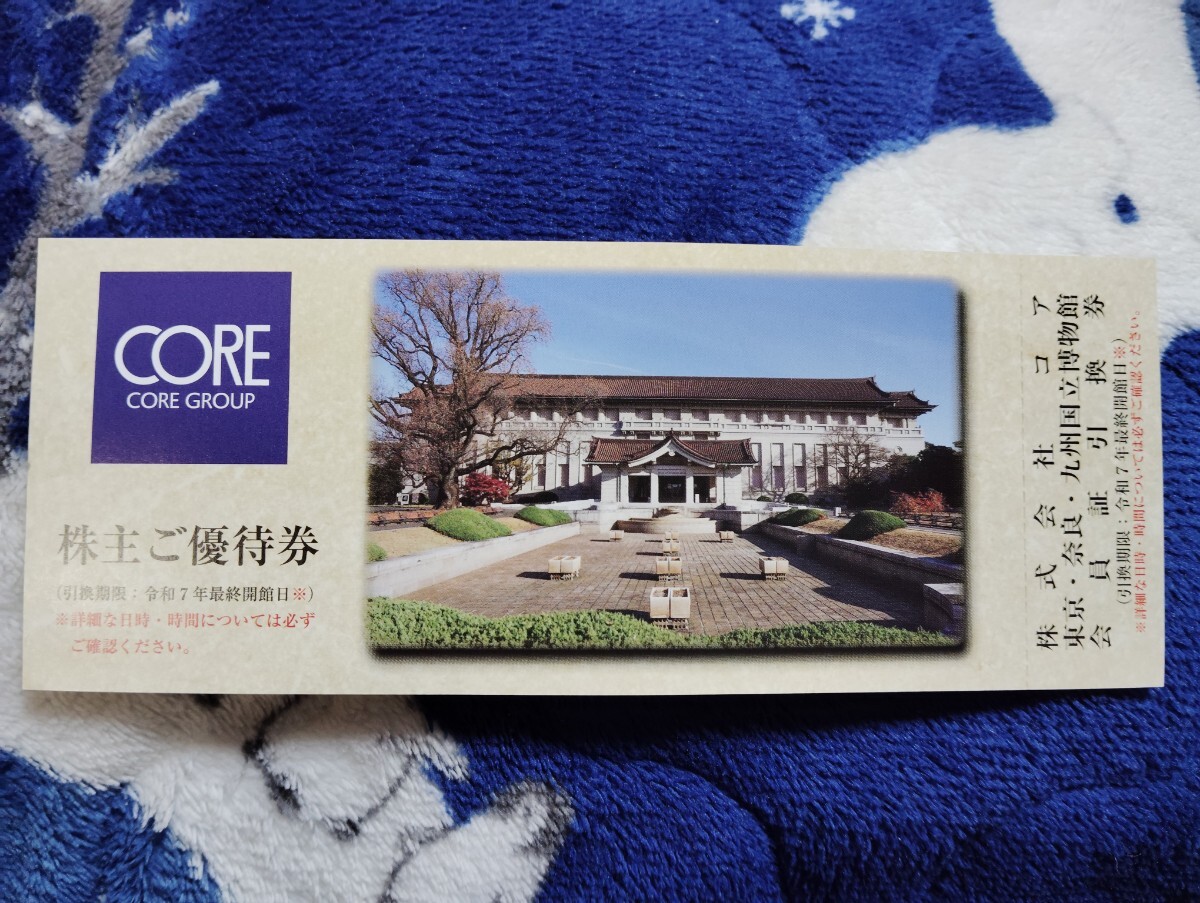 CORE
CORE GROUP
株主ご優待券
(引換期限:令和7年最終開館日※)
※詳細な日時・時間については必ず
ご確認ください。
株式会社コア
東京・奈良・九州国立博物館
会員証引換券
(引換期限:令和7年最終開館日※)
※詳細な日時・時間については必ずご確認ください。